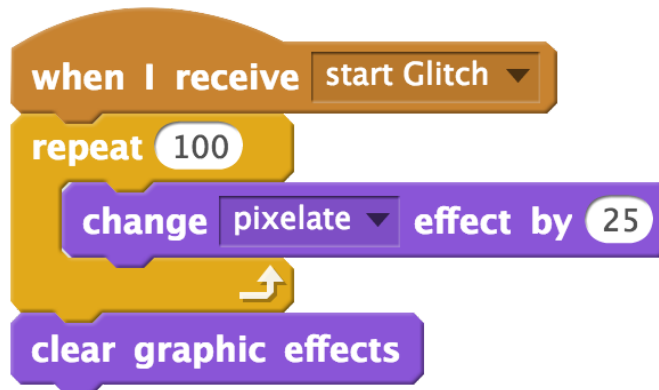 when I receive start Glitch
repeat 100
change pixelate effect by 25
clear graphic effects